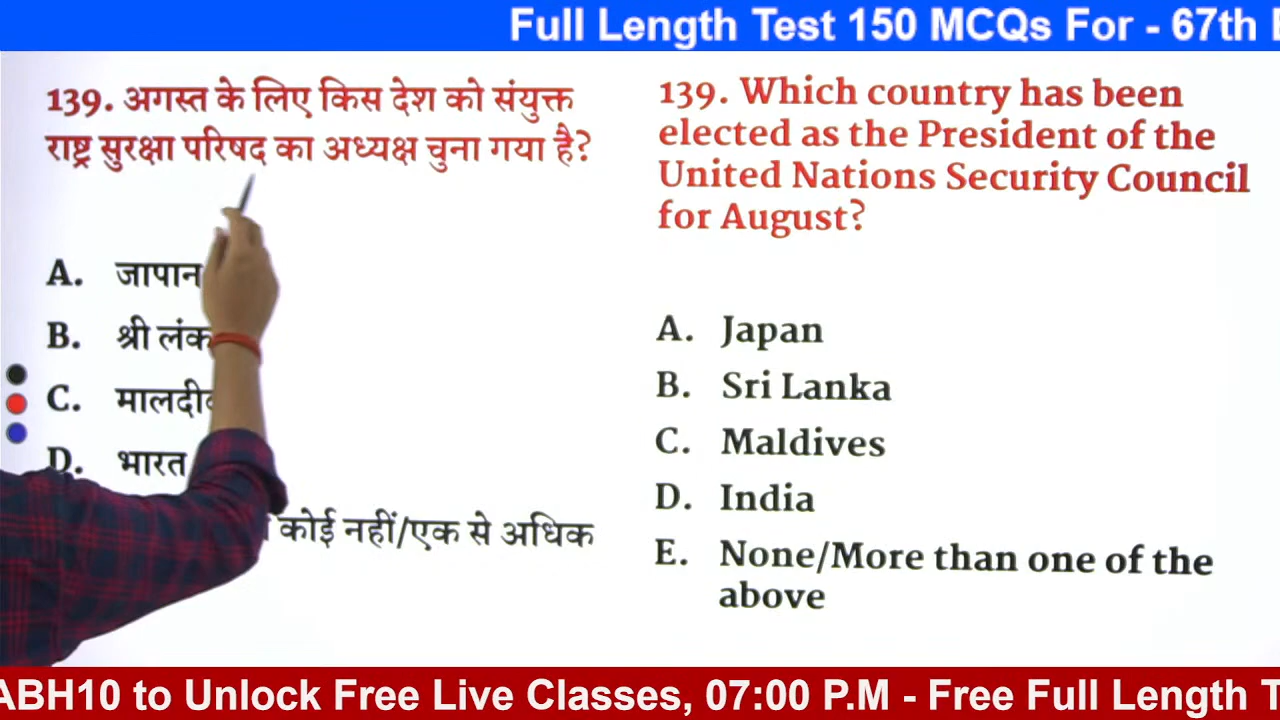 Full Length Test 150 MCQs For - 67th
139. अगस्त के लिए किस देश को संयुक्त
राष्ट्र सुरक्षा परिषद का अध्यक्ष चुना गया है?
A. जापान
B. श्री
C.
D. भारत
कोई नहीं/एक से अधिक
139. Which country has been
elected as the President of the
United Nations Security Council
for August?
A. Japan
B. Sri Lanka
C. Maldives
D. India
E. None/More than one of the
above
ABH10 to Unlock Free Live Classes, 07:00 P.M - Free Full Length